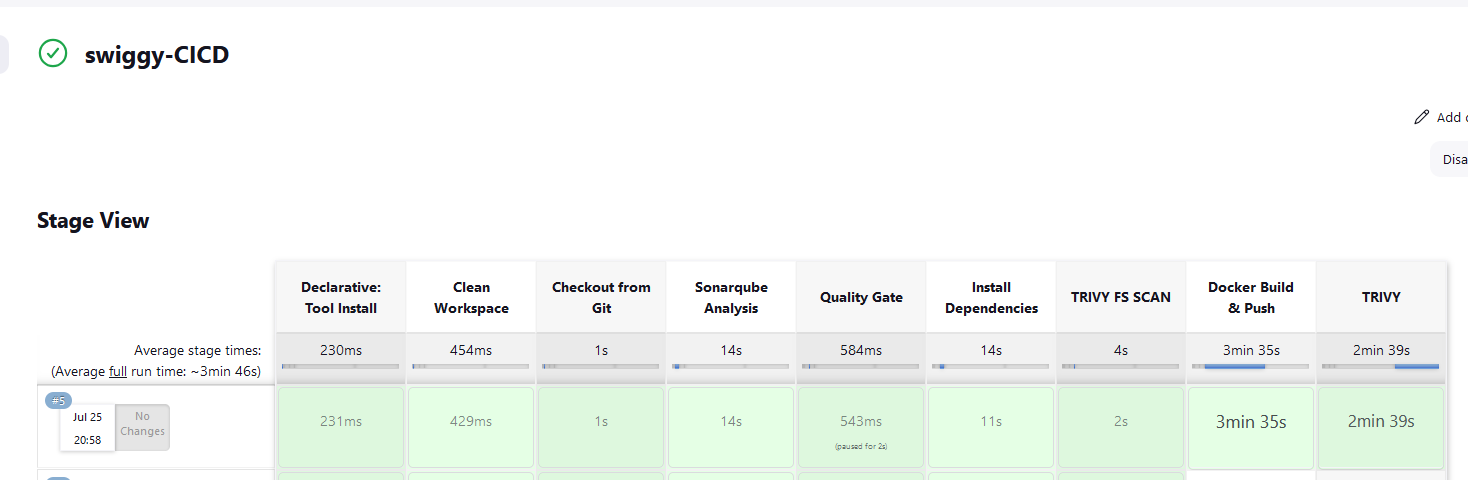 swiggy-CICD
Add
Disa
Stage View
Declarative:
Tool Install
Clean
Workspace
Checkout from
Git
Sonarqube
Analysis
Quality Gate
Install
Dependencies
TRIVY FS SCAN
Docker Build
& Push
TRIVY
Average stage times:
(Average full run time: ~3min 46s)
230ms
454ms
1s
14s
584ms
14s
4s
3min 35s
2min 39s
#5
Jul 25
20:58
No
Changes
231ms
429ms
1s
14s
543ms
(paused for 2s)
11s
2s
3min 35s
2min 39s